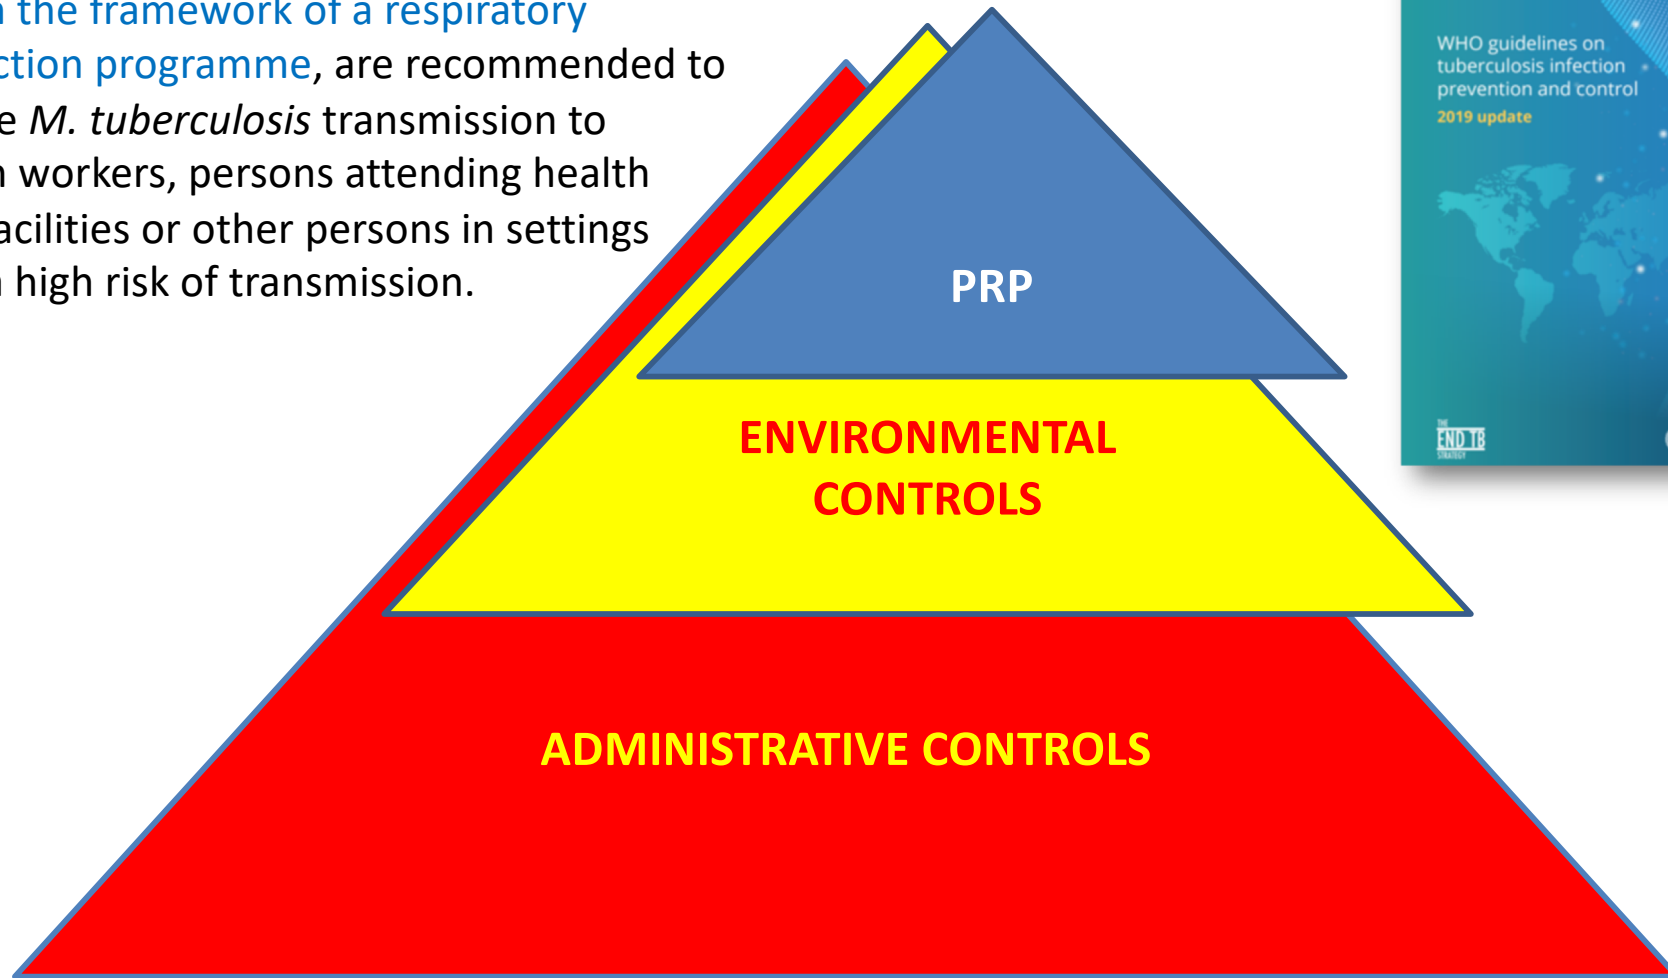 the framework of a respiratory
ction programme, are recommended to
e M. tuberculosis transmission to
workers, persons attending health
acilities or other persons in settings
high risk of transmission.
PRP
ENVIRONMENTAL
CONTROLS
ADMINISTRATIVE CONTROLS
WHO guidelines on
tuberculosis infection
prevention and control
2019 update
THE
END TB
STRATEGY